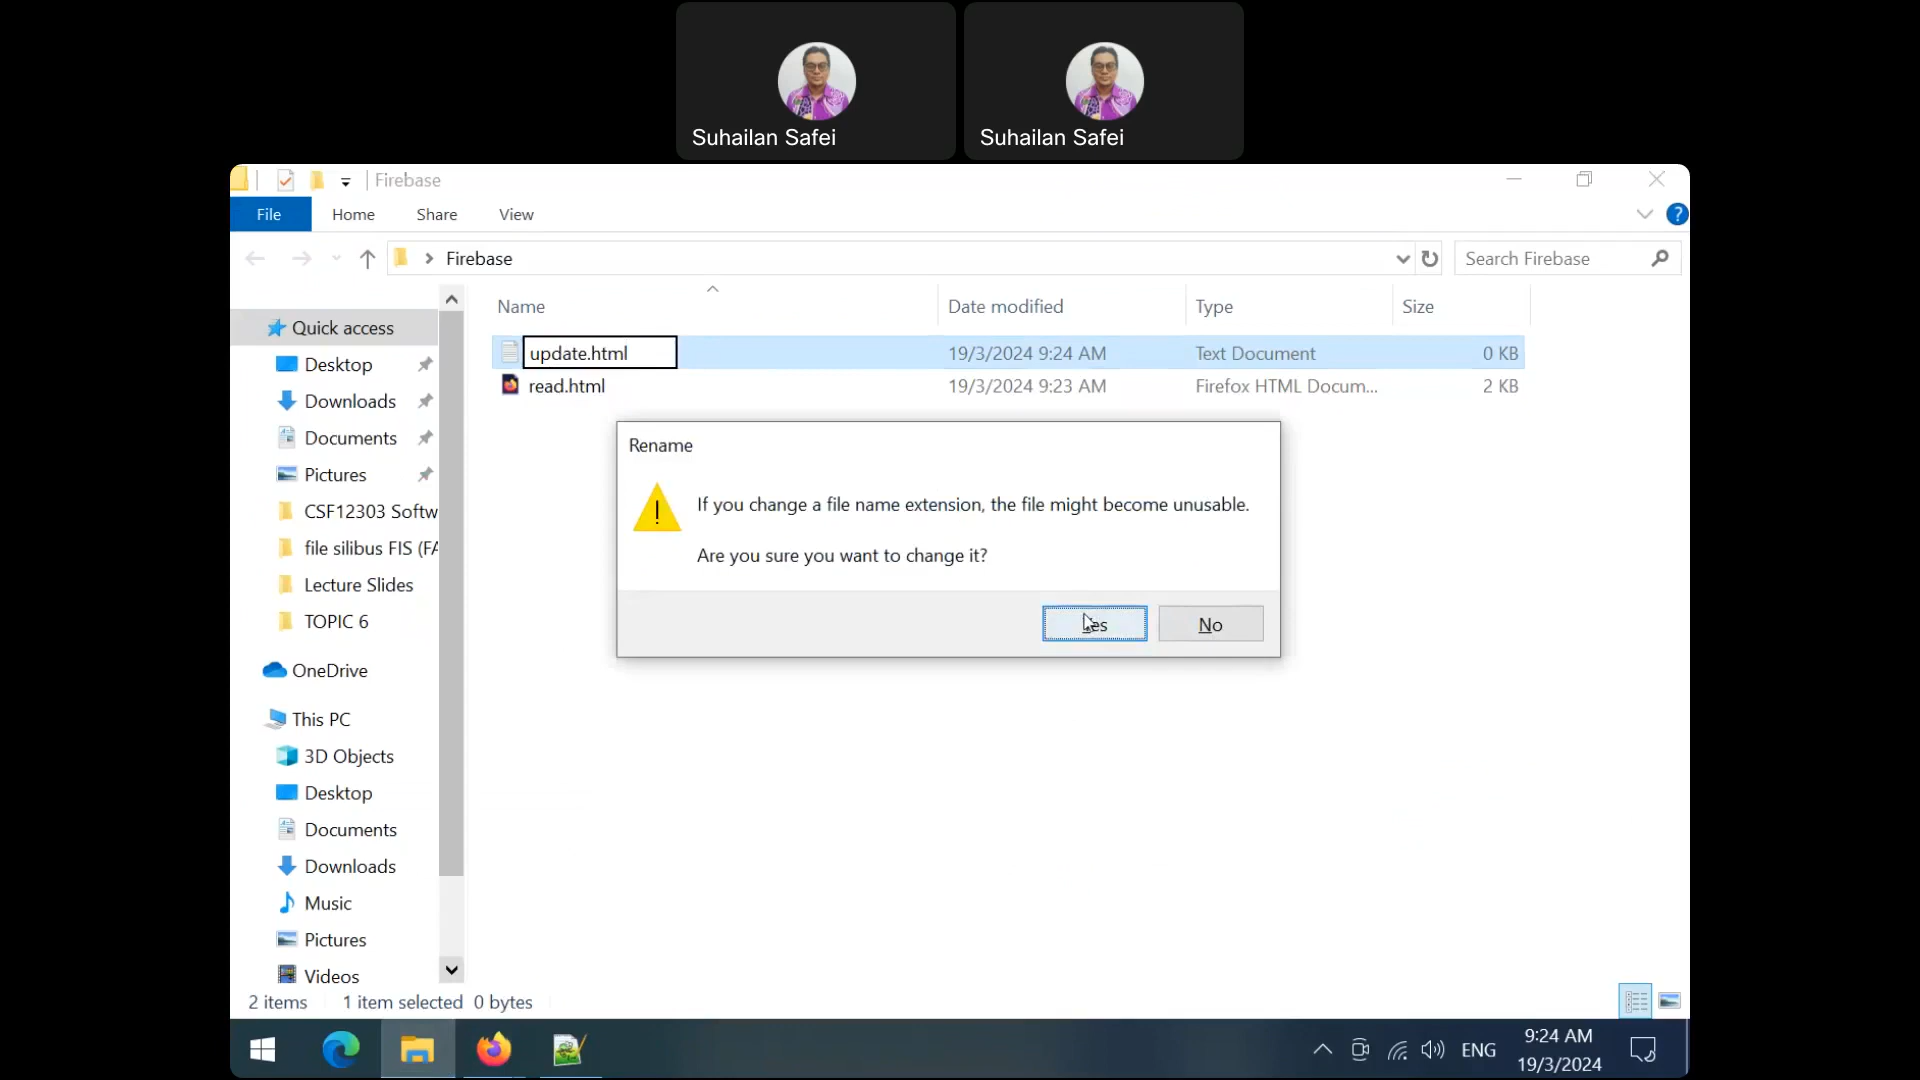 Suhailan Safei
Suhailan Safei
Firebase
File Home Share View
Firebase
Search Firebase
Name Date modified Type Size
update.html 19/3/2024 9:24 AM Text Document 0 KB
read.html 19/3/2024 9:23 AM Firefox HTML Docum... 2 KB
Quick access
Desktop
Downloads
Documents
Pictures
CSF12303 Softw
file silibus FIS (FA
Lecture Slides
TOPIC 6
OneDrive
This PC
3D Objects
Desktop
Documents
Downloads
Music
Pictures
Videos
Rename
If you change a file name extension, the file might become unusable.
Are you sure you want to change it?
Yes No
2 items 1 item selected 0 bytes
ENG
9:24 AM
19/3/2024